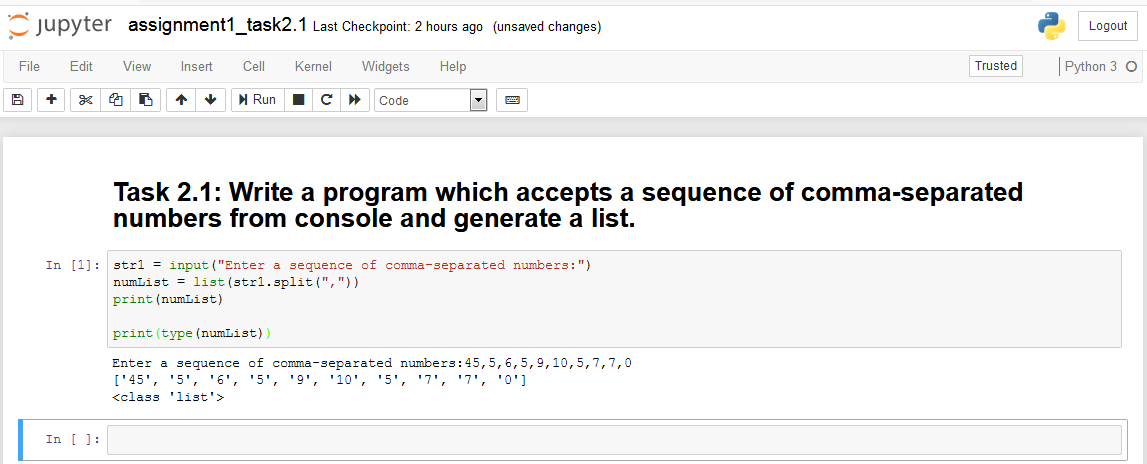 jupyter assignment1_task2.1 Last Checkpoint: 2 hours ago (unsaved changes) Logout
File Edit View Insert Cell Kernel Widgets Help Trusted Python 3
Run Code
Task 2.1: Write a program which accepts a sequence of comma-separated
numbers from console and generate a list.
In [1]: str1 = input("Enter a sequence of comma-separated numbers:")
numList = list(str1.split(","))
print(numList)
print(type(numList))
Enter a sequence of comma-separated numbers:45,5,6,5,9,10,5,7,7,0
['45', '5', '6', '5', '9', '10', '5', '7', '7', '0']
<class 'list'>
In [ ]: